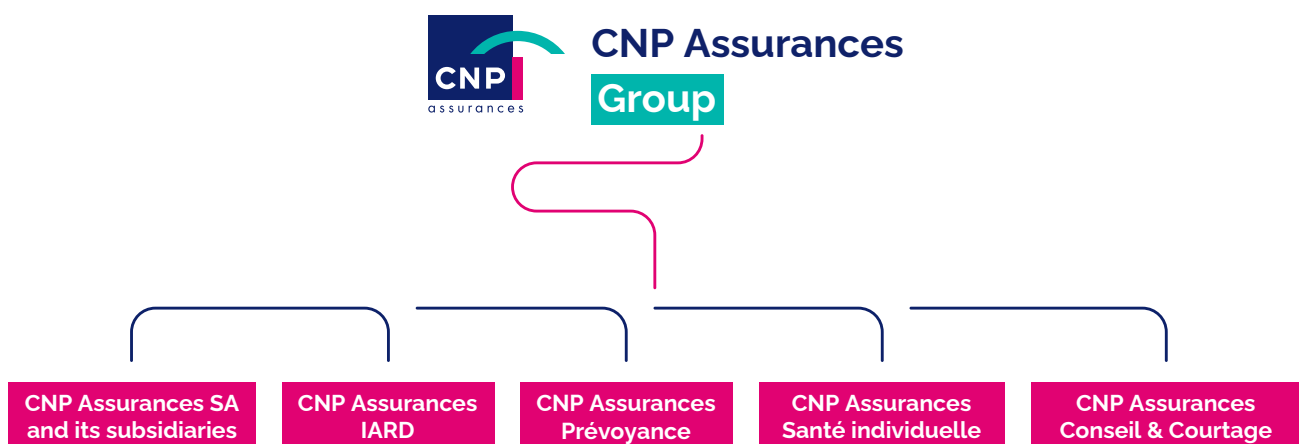 CNP
assurances
CNP Assurances
Group
CNP Assurances SA
and its subsidiaries
CNP Assurances
IARD
CNP Assurances
Prévoyance
CNP Assurances
Santé individuelle
CNP Assurances
Conseil & Courtage